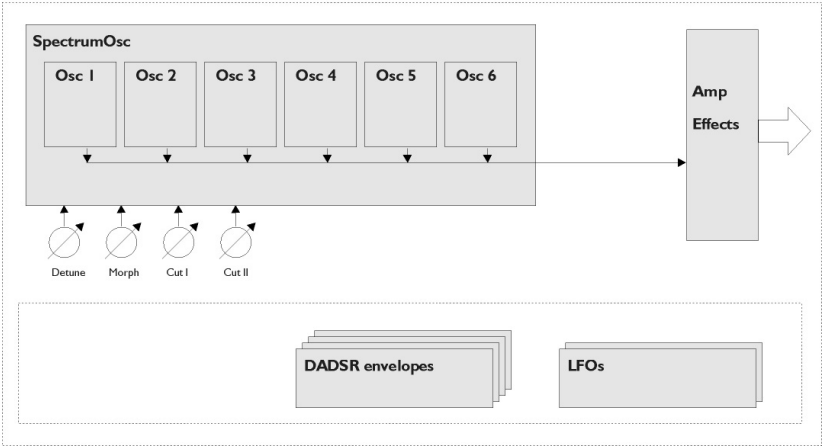 SpectrumOsc
Osc 1 Osc 2 Osc 3 Osc 4 Osc 5 Osc 6
Amp
Effects
Detune Morph Cut I Cut II
DADSR envelopes LFOs